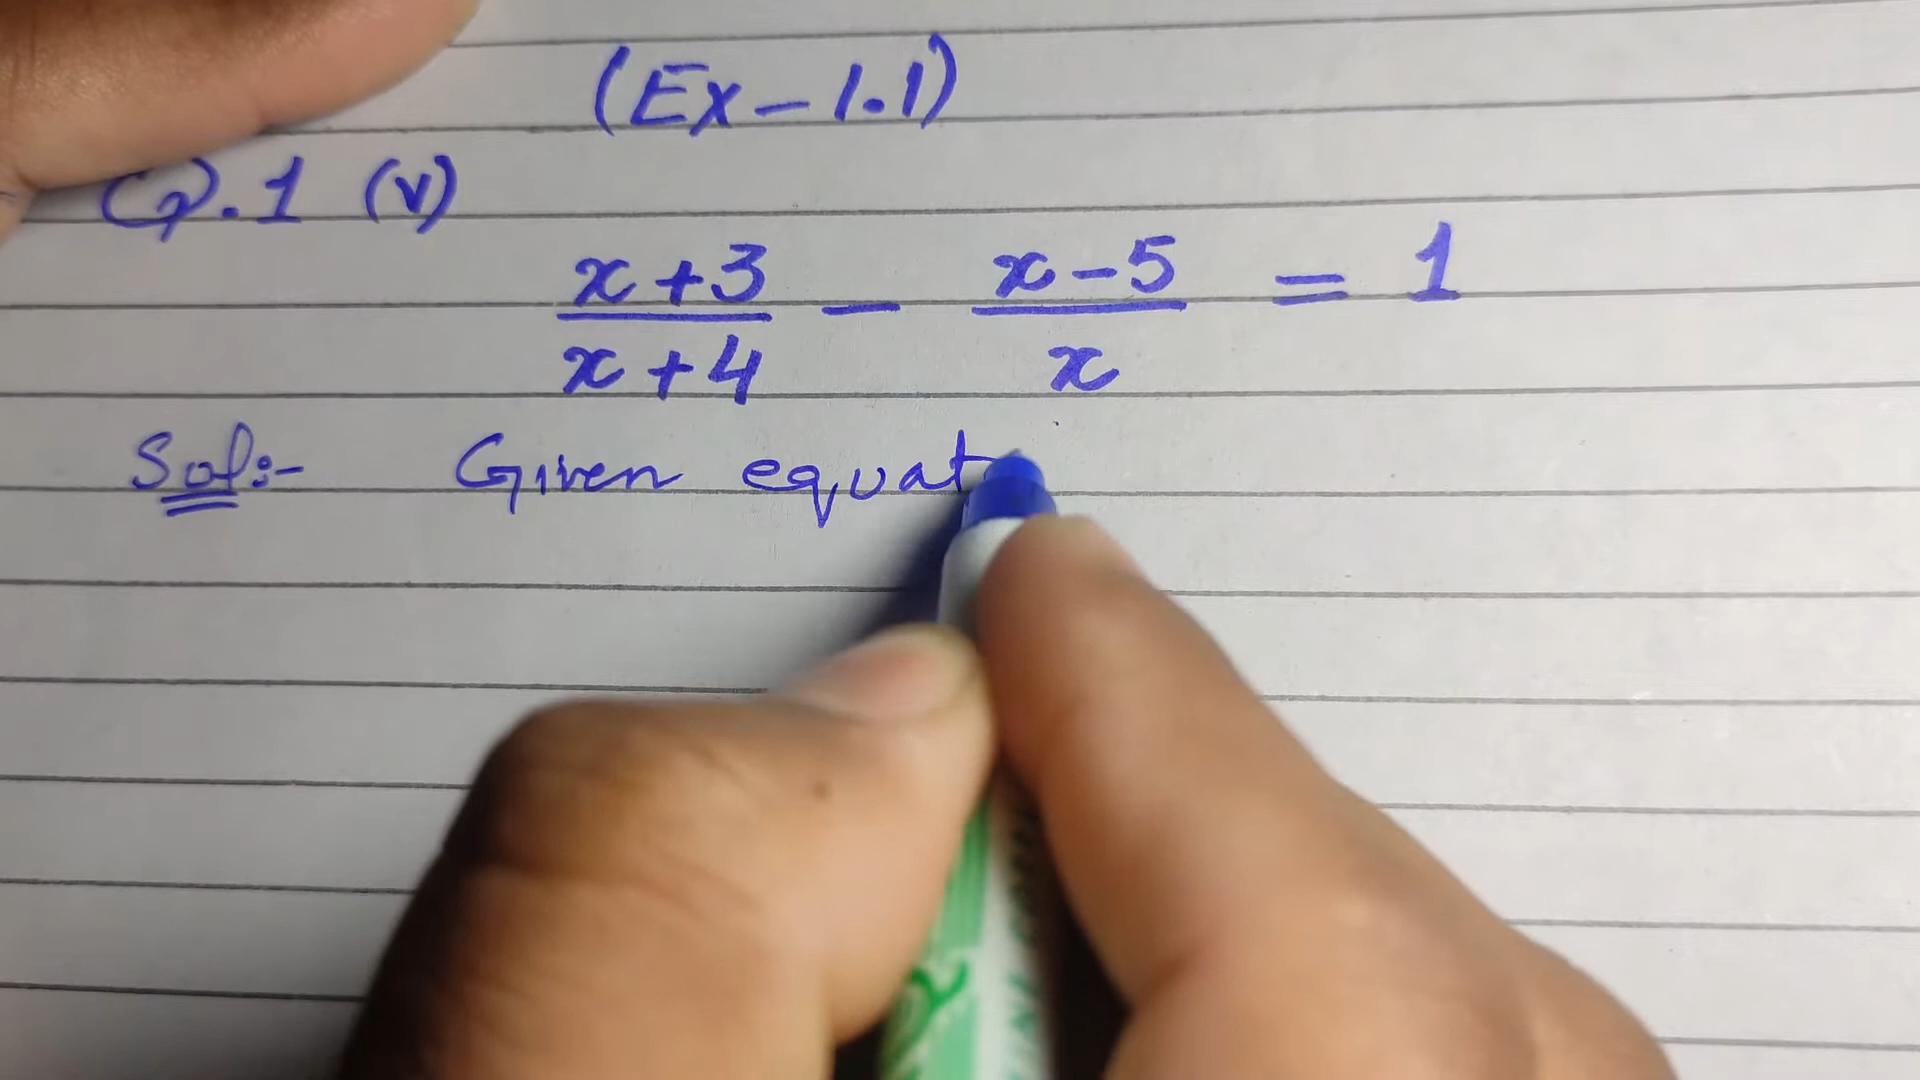 (Ex - 1.1)
Q.1 (v)
x+3/x+4 - x-5/x = 1
Sol:- Given equat